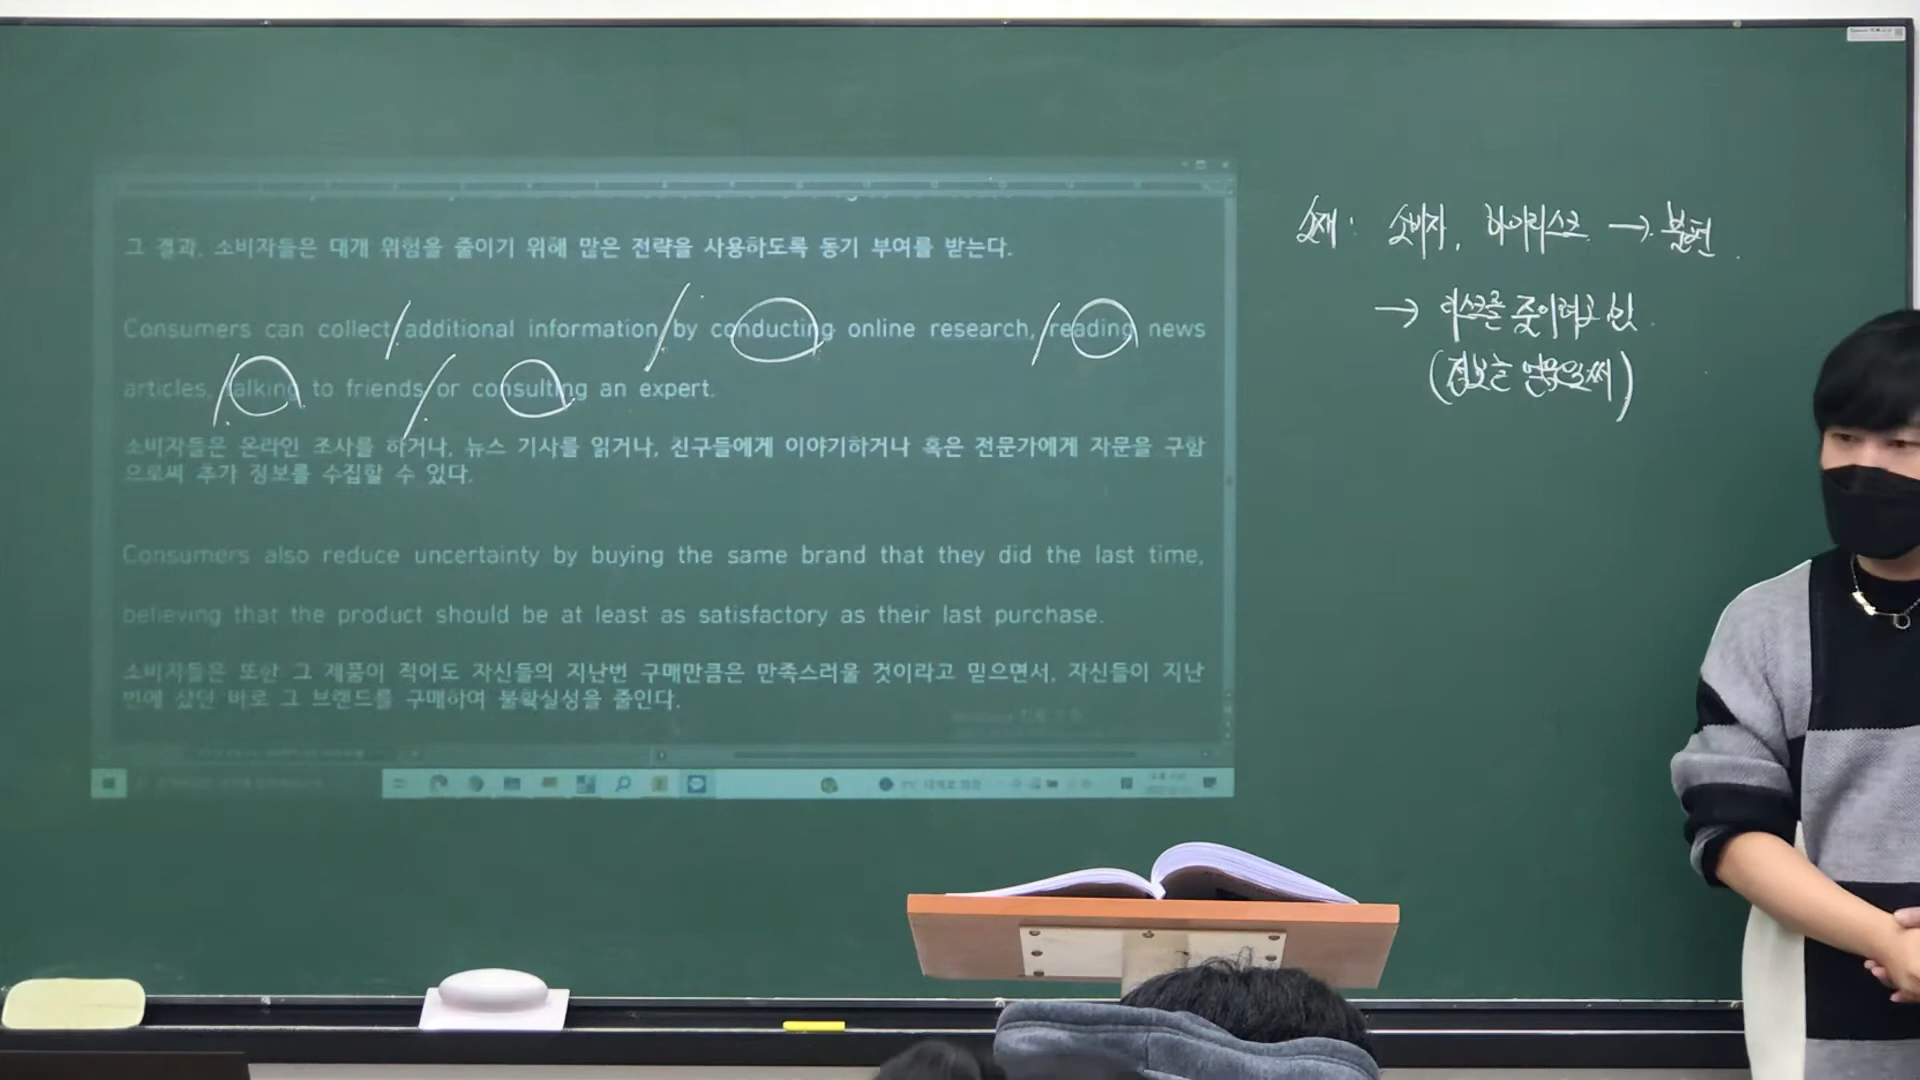 그 결과, 소비자들은 대개 위험을 줄이기 위해 많은 전략을 사용하도록 동기 부여를 받는다.
Consumers can collect additional information by conducting online research, reading news
articles, talking to friends or consulting an expert.
소비자들은 온라인 조사를 하거나, 뉴스 기사를 읽거나, 친구들에게 이야기하거나 혹은 전문가에게 자문을 구함
으로써 추가 정보를 수집할 수 있다.
Consumers also reduce uncertainty by buying the same brand that they did the last time,
believing that the product should be at least as satisfactory as their last purchase.
소비자들은 또한 그 제품이 적어도 자신들의 지난번 구매만큼은 만족스러울 것이라고 믿으면서, 자신들이 지난
번에 샀던 바로 그 브랜드를 구매하여 불확실성을 줄인다.
소재: 소비자, 하이리스크 → 불편.
→ 리스크를 줄이려고 함.
(정보를 얻음으로써)